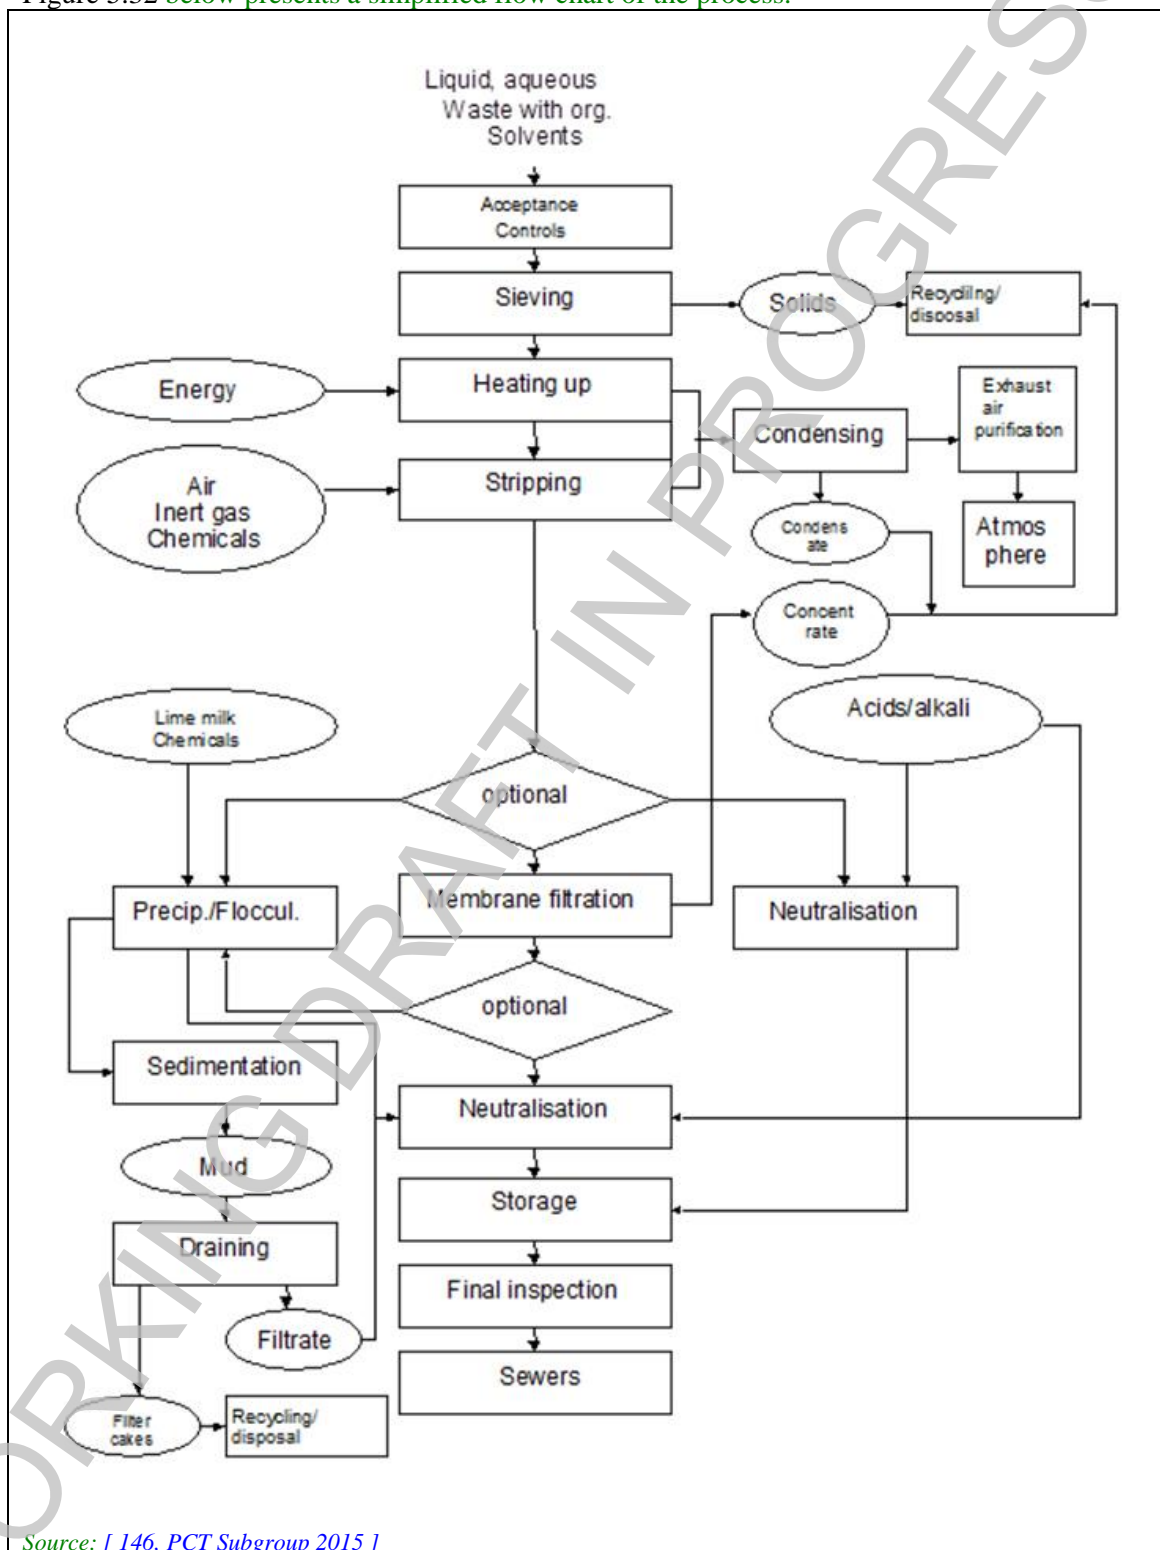 Figure 3.32 below presents a simplified flow chart of the process.
Liquid, aqueous
Waste with org.
Solvents
Acceptance
Controls
Sieving
Solids
Recyclilng/
disposal
Heating up
Energy
Exhaust
air
purification
Condensing
Stripping
Air
Inert gas
Chemicals
Condens
ate
Atmos
phere
Concent
rate
Lime milk
Chemicals
Acids/alkali
optional
Precip./Floccul.
Membrane filtration
Neutralisation
optional
Sedimentation
Neutralisation
Mud
Storage
Draining
Final inspection
Filtrate
Sewers
Filter
cakes
Recycling/
disposal
Source: [ 146, PCT Subgroup 2015 ]
WORKING DRAFT IN PROGRESS